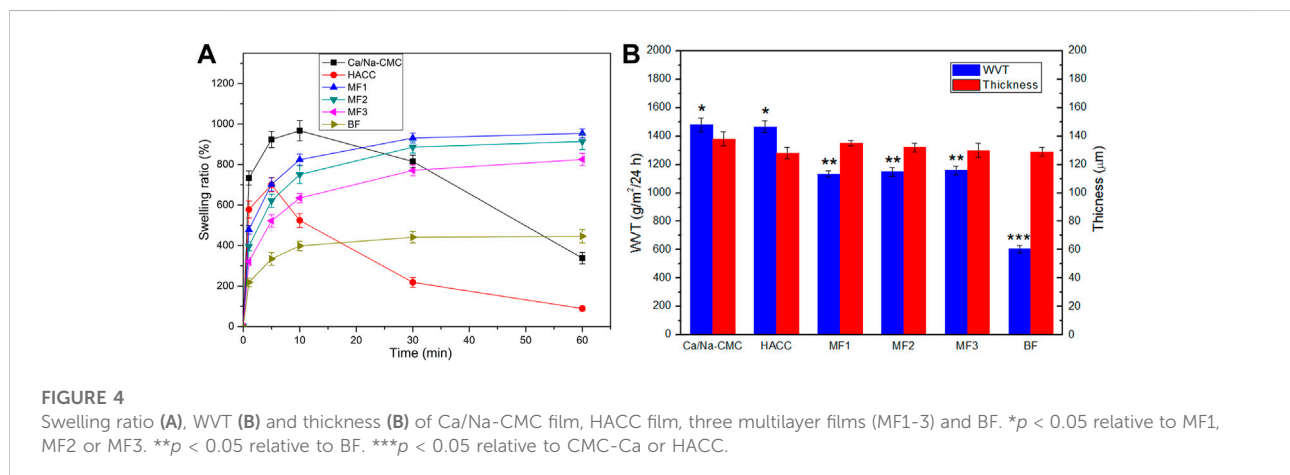 A
Swelling ratio (%)
1200
1000
800
600
400
200
0
0 10 20 30 40 50 60
Time (min)
Ca/Na-CMC
HACC
MF1
MF2
MF3
BF
B
WVT (g/m²/24 h)
2000
1800
1600
1400
1200
1000
800
600
400
200
0
WVT
Thickness
* * ** ** ** ***
Ca/Na-CMC HACC MF1 MF2 MF3 BF
200
180
160
140
120
100
80
60
40
20
0
Thicness (μm)
FIGURE 4
Swelling ratio (A), WVT (B) and thickness (B) of Ca/Na-CMC film, HACC film, three multilayer films (MF1-3) and BF. *p < 0.05 relative to MF1,
MF2 or MF3. **p < 0.05 relative to BF. ***p < 0.05 relative to CMC-Ca or HACC.